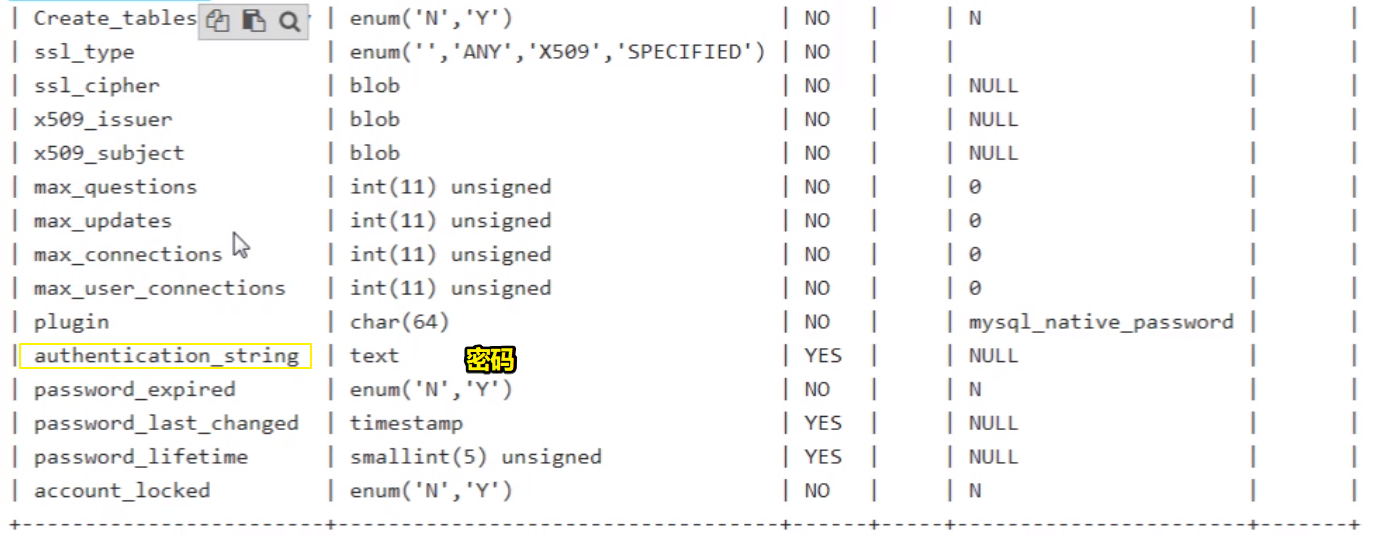 | Create_tables | enum('N','Y') | NO | | N | |
| ssl_type | enum('','ANY','X509','SPECIFIED') | NO | | | |
| ssl_cipher | blob | NO | | NULL | |
| x509_issuer | blob | NO | | NULL | |
| x509_subject | blob | NO | | NULL | |
| max_questions | int(11) unsigned | NO | | 0 | |
| max_updates | int(11) unsigned | NO | | 0 | |
| max_connections | int(11) unsigned | NO | | 0 | |
| max_user_connections | int(11) unsigned | NO | | 0 | |
| plugin | char(64) | NO | | mysql_native_password | |
| authentication_string | text 密码 | YES | | NULL | |
| password_expired | enum('N','Y') | NO | | N | |
| password_last_changed | timestamp | YES | | NULL | |
| password_lifetime | smallint(5) unsigned | YES | | NULL | |
| account_locked | enum('N','Y') | NO | | N | |
+------------------------+-----------------------------------+------+-----+-----------------------+-------+